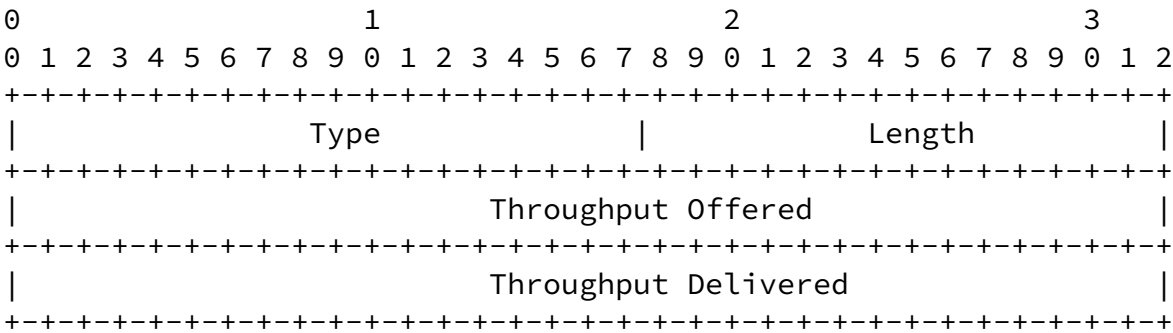 0                   1                   2                   3
0 1 2 3 4 5 6 7 8 9 0 1 2 3 4 5 6 7 8 9 0 1 2 3 4 5 6 7 8 9 0 1 2
+-+-+-+-+-+-+-+-+-+-+-+-+-+-+-+-+-+-+-+-+-+-+-+-+-+-+-+-+-+-+-+-+
|                Type              |            Length          |
+-+-+-+-+-+-+-+-+-+-+-+-+-+-+-+-+-+-+-+-+-+-+-+-+-+-+-+-+-+-+-+-+
|                          Throughput Offered                   |
+-+-+-+-+-+-+-+-+-+-+-+-+-+-+-+-+-+-+-+-+-+-+-+-+-+-+-+-+-+-+-+-+
|                          Throughput Delivered                 |
+-+-+-+-+-+-+-+-+-+-+-+-+-+-+-+-+-+-+-+-+-+-+-+-+-+-+-+-+-+-+-+-+